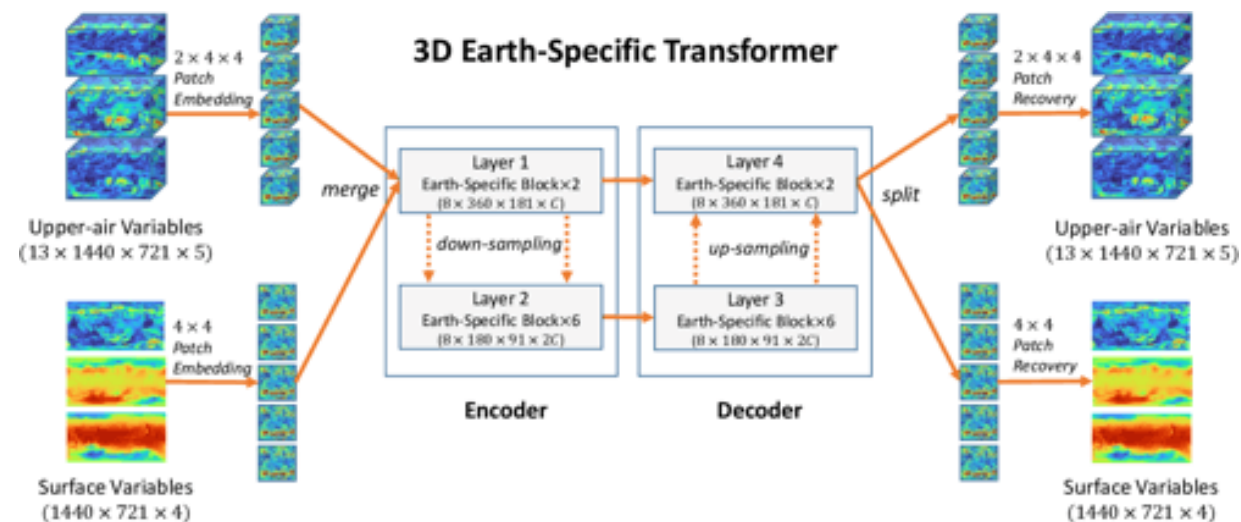 3D Earth-Specific Transformer
2 × 4 × 4
Patch
Embedding
Upper-air Variables
(13 × 1440 × 721 × 5)
4 × 4
Patch
Embedding
Surface Variables
(1440 × 721 × 4)
merge
Layer 1
Earth-Specific Block×2
(8 × 360 × 181 × C)
down-sampling
Layer 2
Earth-Specific Block×6
(8 × 180 × 91 × 2C)
Encoder
Layer 4
Earth-Specific Block×2
(8 × 360 × 181 × C)
up-sampling
Layer 3
Earth-Specific Block×6
(8 × 180 × 91 × 2C)
Decoder
split
2 × 4 × 4
Patch
Recovery
Upper-air Variables
(13 × 1440 × 721 × 5)
4 × 4
Patch
Recovery
Surface Variables
(1440 × 721 × 4)